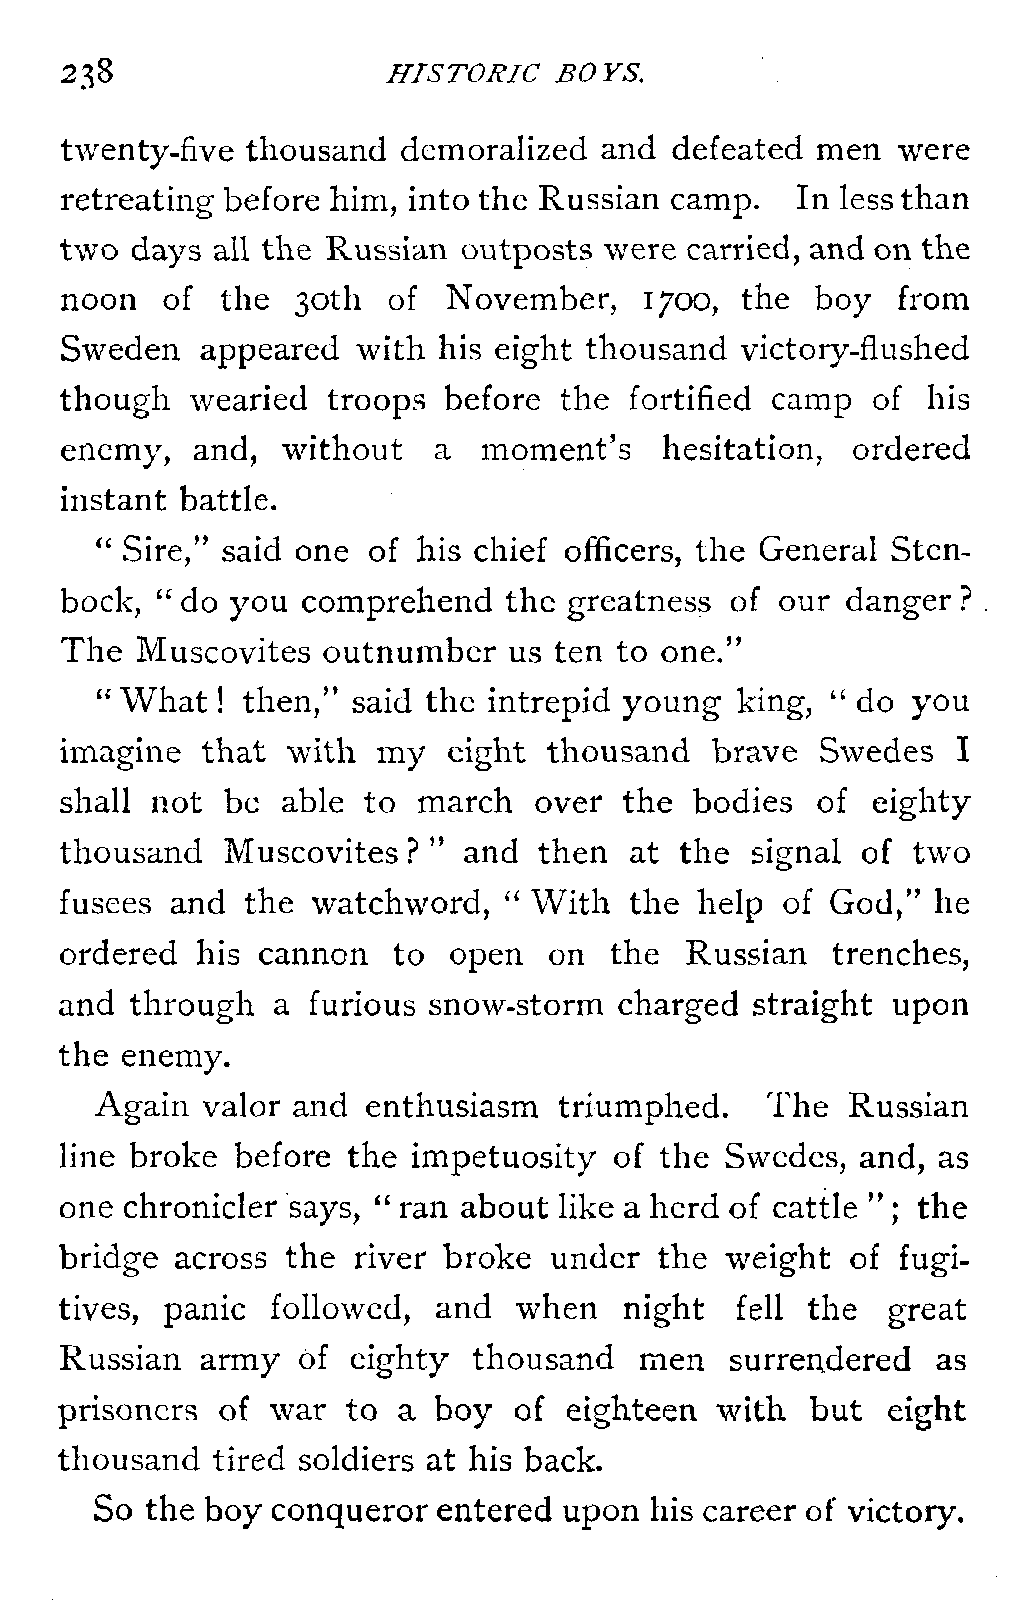 238 HISTORIC BOYS.
twenty-five thousand demoralized and defeated men were
retreating before him, into the Russian camp. In less than
two days all the Russian outposts were carried, and on the
noon of the 30th of November, 1700, the boy from
Sweden appeared with his eight thousand victory-flushed
though wearied troops before the fortified camp of his
enemy, and, without a moment's hesitation, ordered
instant battle.
" Sire," said one of his chief officers, the General Sten-
bock, " do you comprehend the greatness of our danger ?
The Muscovites outnumber us ten to one."
" What ! then," said the intrepid young king, " do you
imagine that with my eight thousand brave Swedes I
shall not be able to march over the bodies of eighty
thousand Muscovites ? " and then at the signal of two
fusees and the watchword, " With the help of God," he
ordered his cannon to open on the Russian trenches,
and through a furious snow-storm charged straight upon
the enemy.
Again valor and enthusiasm triumphed. The Russian
line broke before the impetuosity of the Swedes, and, as
one chronicler says, " ran about like a herd of cattle " ; the
bridge across the river broke under the weight of fugi-
tives, panic followed, and when night fell the great
Russian army of eighty thousand men surrendered as
prisoners of war to a boy of eighteen with but eight
thousand tired soldiers at his back.
So the boy conqueror entered upon his career of victory.